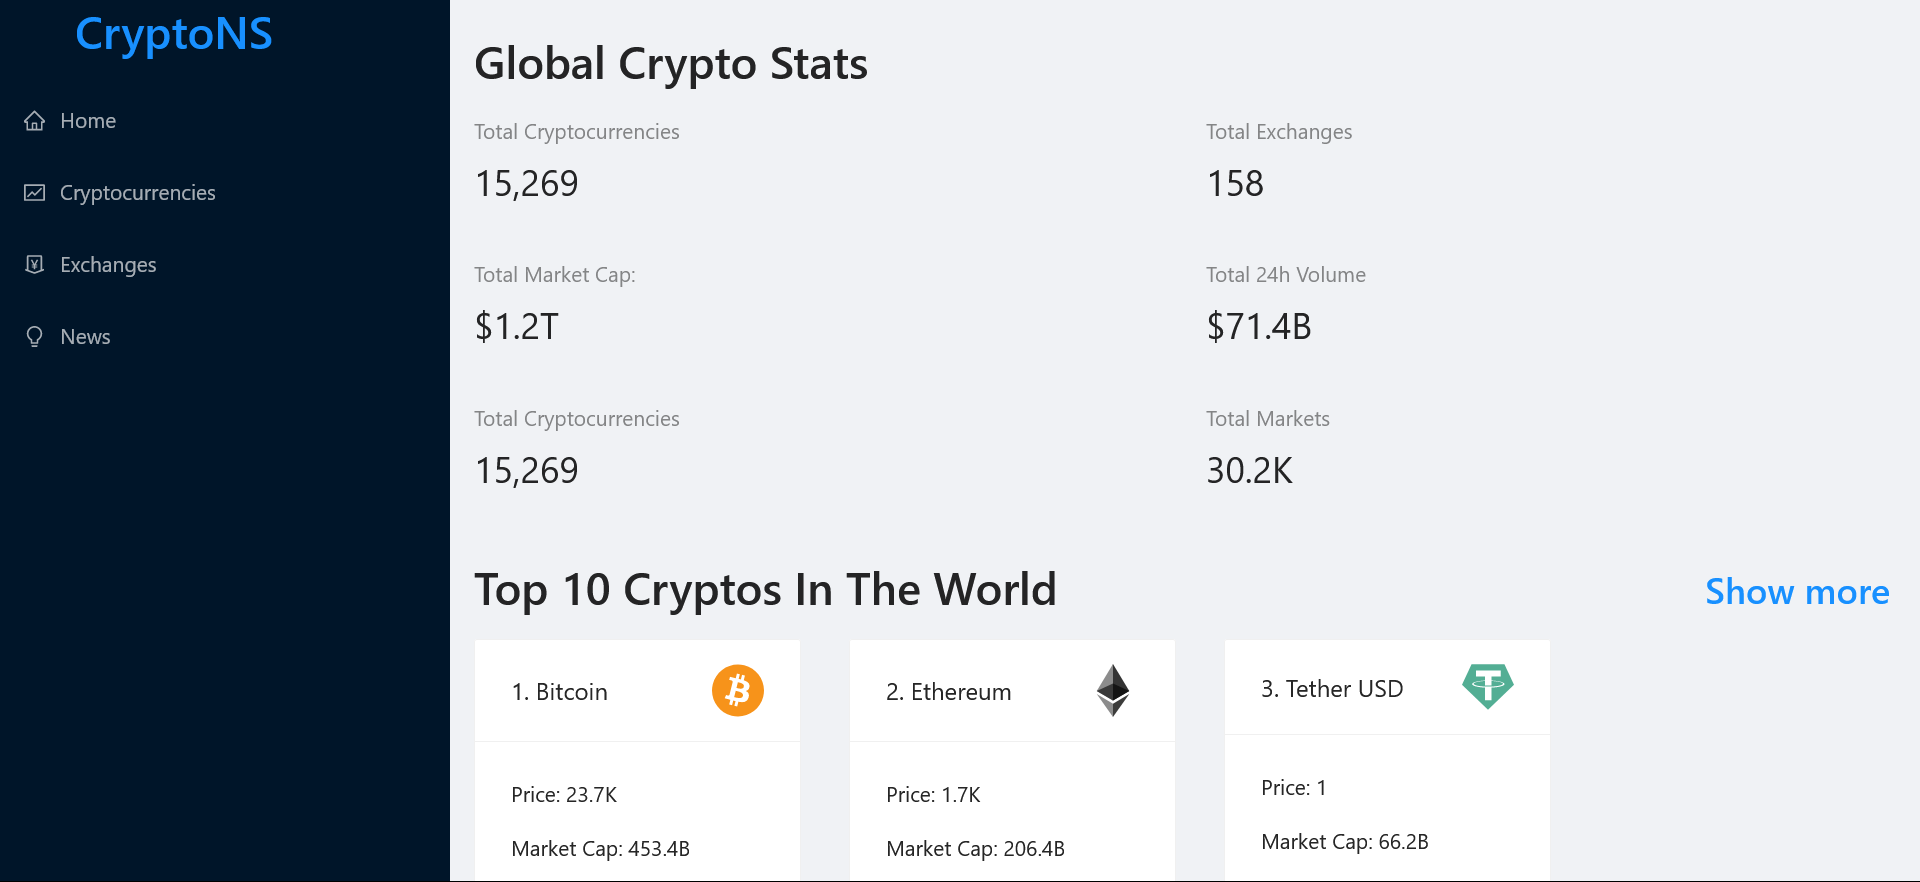 CryptoNS
Home
Cryptocurrencies
Exchanges
News
Global Crypto Stats
Total Cryptocurrencies
15,269
Total Exchanges
158
Total Market Cap:
$1.2T
Total 24h Volume
$71.4B
Total Cryptocurrencies
15,269
Total Markets
30.2K
Top 10 Cryptos In The World
Show more
1. Bitcoin
Price: 23.7K
Market Cap: 453.4B
2. Ethereum
Price: 1.7K
Market Cap: 206.4B
3. Tether USD
Price: 1
Market Cap: 66.2B